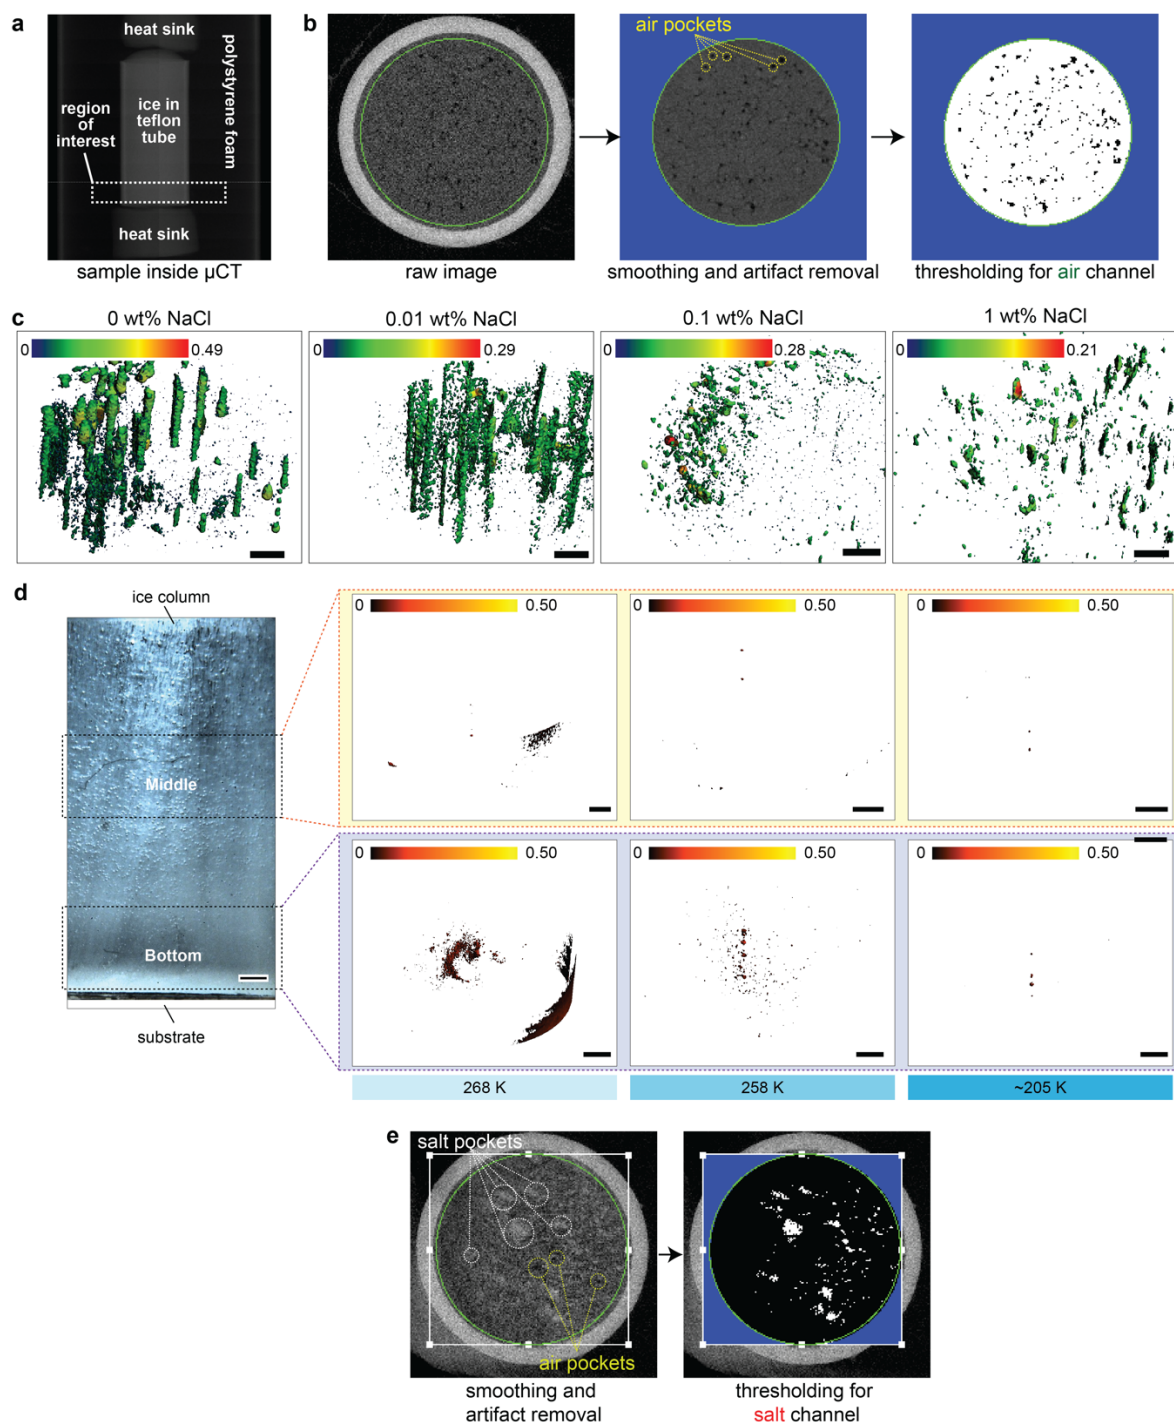 a
heat sink
region
of
interest
ice in
teflon
tube
polystyrene foam
heat sink
sample inside µCT
b
raw image
air pockets
smoothing and artifact removal
thresholding for air channel
c
0 wt% NaCl
0 0.49
0.01 wt% NaCl
0 0.29
0.1 wt% NaCl
0 0.28
1 wt% NaCl
0 0.21
d
ice column
Middle
Bottom
substrate
0 0.50
0 0.50
0 0.50
0 0.50
0 0.50
0 0.50
268 K
258 K
~205 K
e
salt pockets
air pockets
smoothing and
artifact removal
thresholding for
salt channel